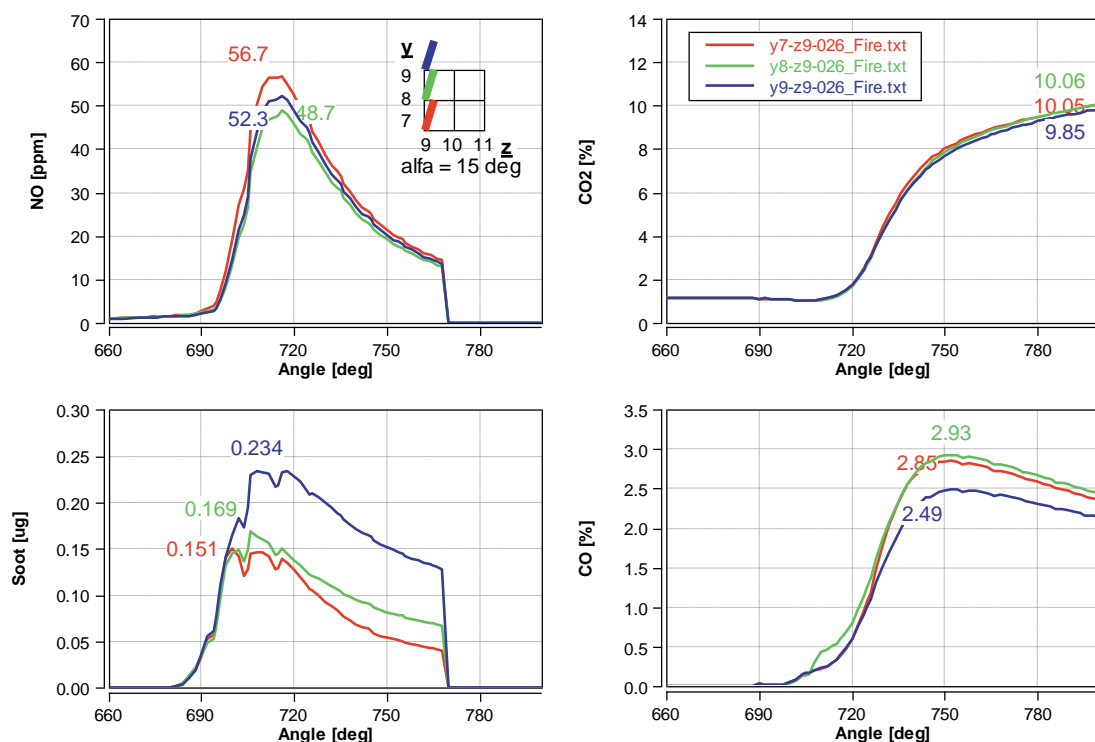 70
60
50
40
30
20
10
0
NO [ppm]
660 690 720 750 780
Angle [deg]
56.7
52.3
48.7
y
9
8
7
9 10 11 z
alfa = 15 deg
14
12
10
8
6
4
2
0
CO2 [%]
660 690 720 750 780
Angle [deg]
y7-z9-026_Fire.txt
y8-z9-026_Fire.txt
y9-z9-026_Fire.txt
10.06
10.05
9.85
0.30
0.25
0.20
0.15
0.10
0.05
0.00
Soot [ug]
660 690 720 750 780
Angle [deg]
0.234
0.169
0.151
3.5
3.0
2.5
2.0
1.5
1.0
0.5
0.0
CO [%]
660 690 720 750 780
Angle [deg]
2.93
2.85
2.49